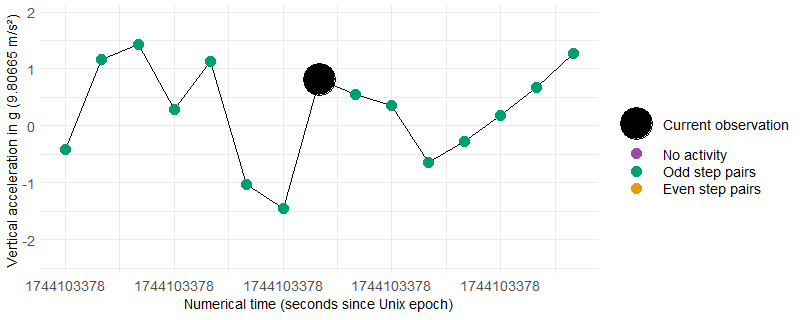 Vertical acceleration in g (9.80665 m/s²)
2
1
0
-1
-2
1744103378 1744103378 1744103378 1744103378 1744103378
Numerical time (seconds since Unix epoch)
Current observation
No activity
Odd step pairs
Even step pairs